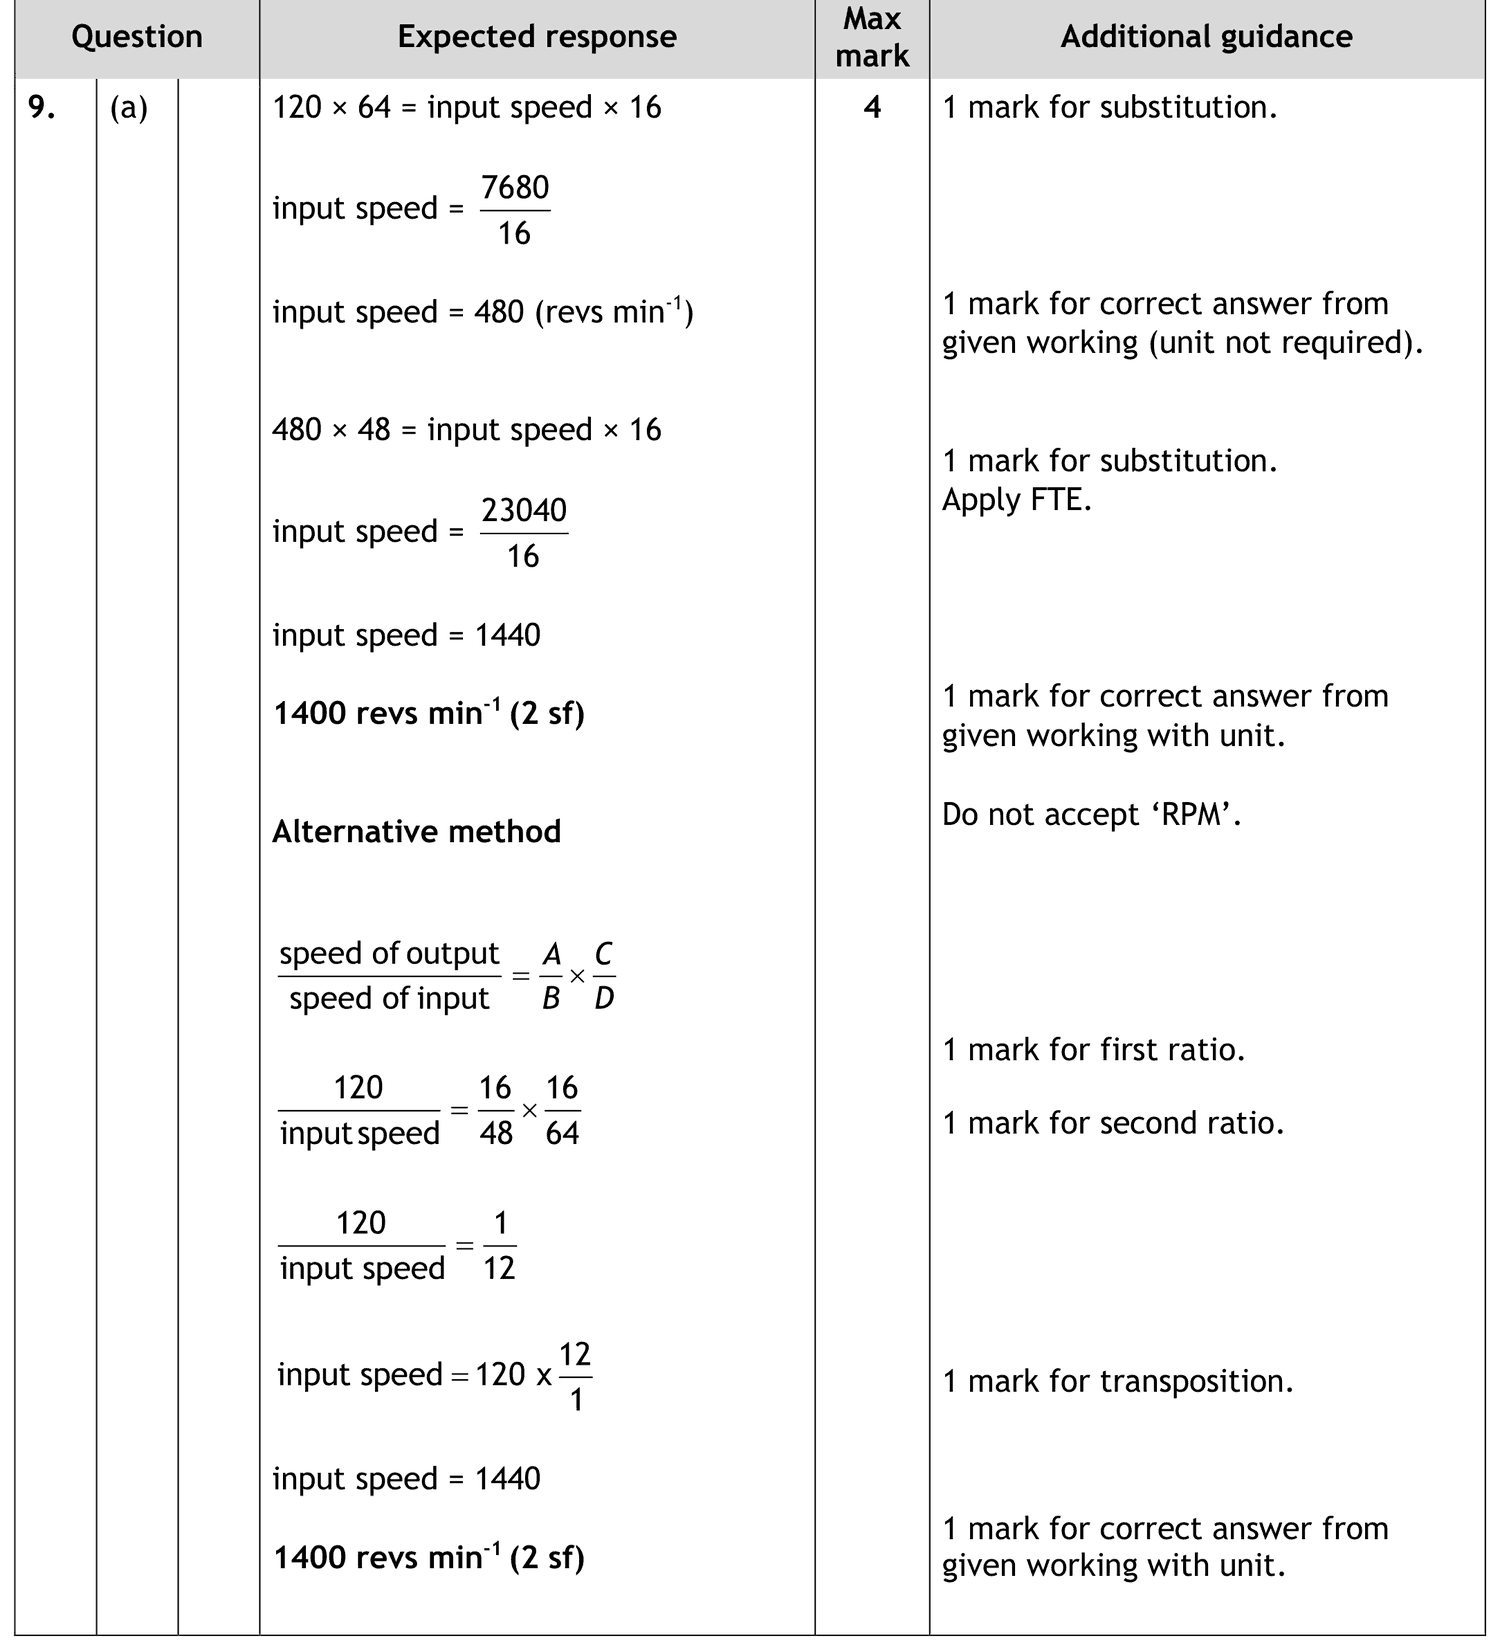 Question Expected response Max mark Additional guidance
9. (a) 120 × 64 = input speed × 16 4 1 mark for substitution.
input speed = 7680/16
input speed = 480 (revs min⁻¹) 1 mark for correct answer from
given working (unit not required).
480 × 48 = input speed × 16
1 mark for substitution.
Apply FTE.
input speed = 23040/16
input speed = 1440
1400 revs min⁻¹ (2 sf) 1 mark for correct answer from
given working with unit.
Do not accept ‘RPM’.
Alternative method
speed of output/speed of input = A/B × C/D
1 mark for first ratio.
120/input speed = 16/48 × 16/64
1 mark for second ratio.
120/input speed = 1/12
input speed = 120 x 12/1 1 mark for transposition.
input speed = 1440
1400 revs min⁻¹ (2 sf) 1 mark for correct answer from
given working with unit.